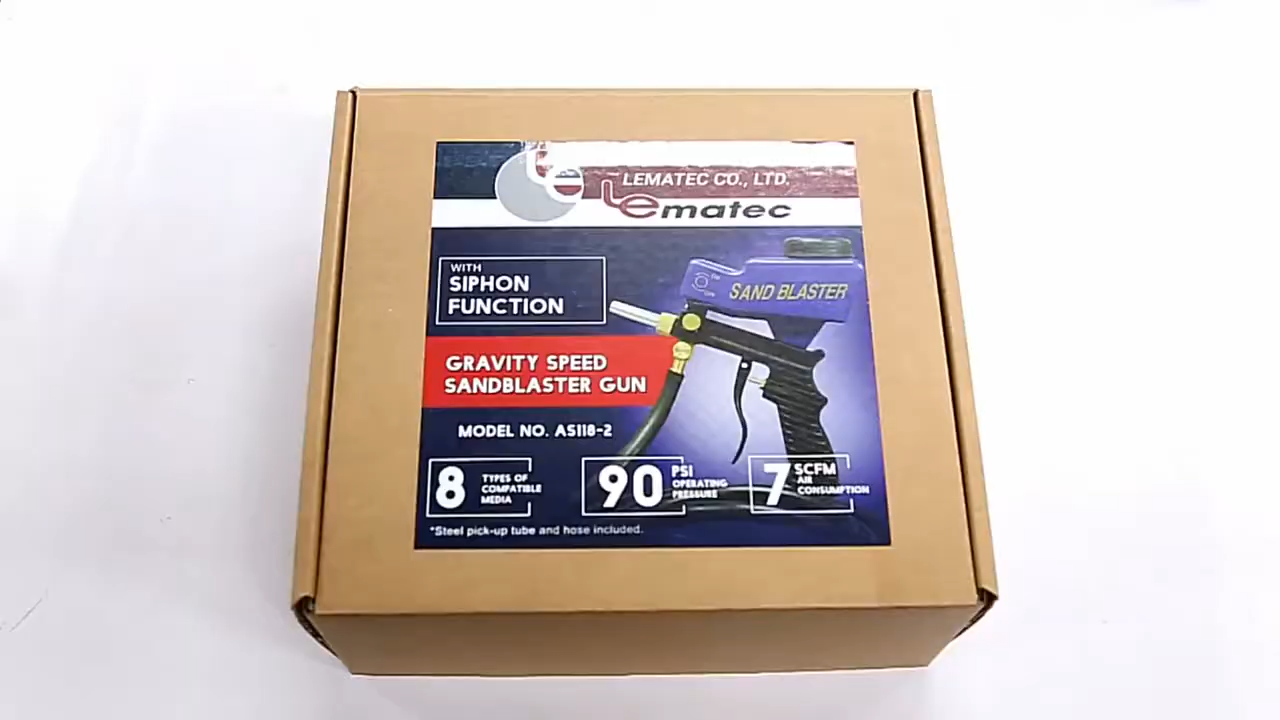 LEMATEC CO., LTD.
Lematec
WITH
SIPHON
FUNCTION
SAND BLASTER
GRAVITY SPEED
SANDBLASTER GUN
MODEL NO. AS118-2
8 TYPES OF
COMPATIBLE
MEDIA
90 PSI
OPERATING
PRESSURE
7 SCFM
AIR
CONSUMPTION
*Steel pick-up tube and hose included.